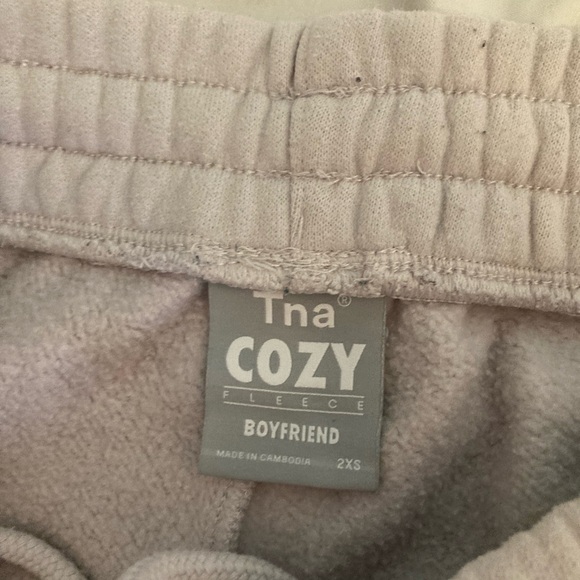 Tna®
COZY
FLEECE
BOYFRIEND
MADE IN CAMBODIA 2XS